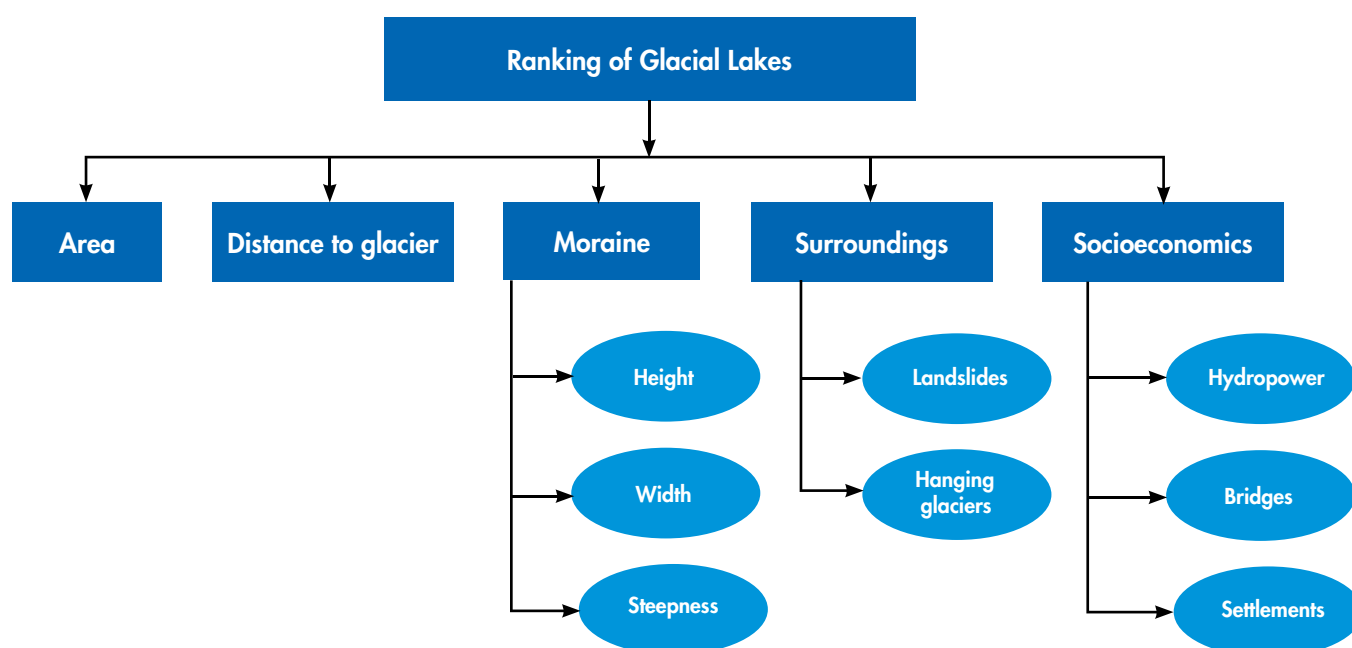 Ranking of Glacial Lakes
Area
Distance to glacier
Moraine
Surroundings
Socioeconomics
Height
Landslides
Hydropower
Width
Hanging
glaciers
Bridges
Steepness
Settlements